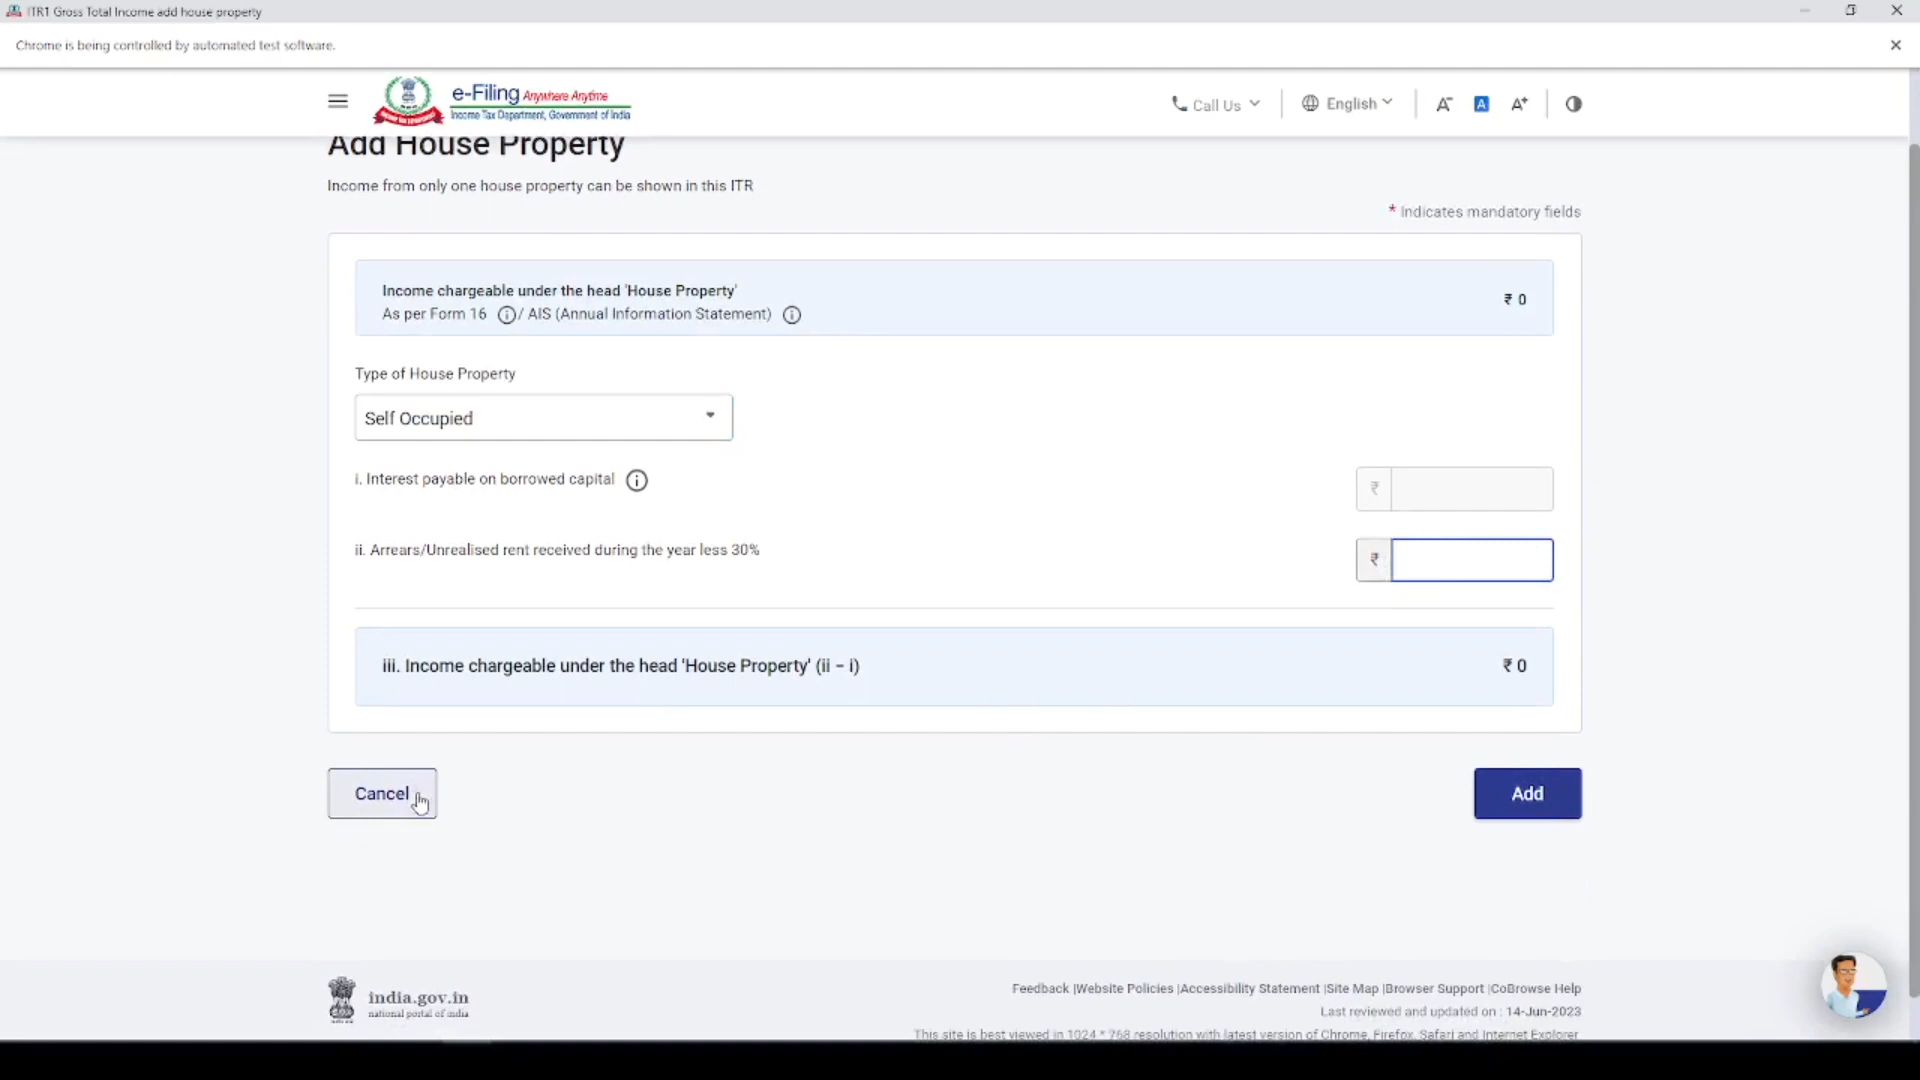 ITR1 Gross Total Income add house property
Chrome is being controlled by automated test software.
e-Filing Anywhere Anytime
Income Tax Department, Government of India
Call Us
English
A-
A
A+
Add House Property
Income from only one house property can be shown in this ITR
* Indicates mandatory fields
Income chargeable under the head 'House Property'
₹ 0
As per Form 16 / AIS (Annual Information Statement)
Type of House Property
Self Occupied
i. Interest payable on borrowed capital
₹
ii. Arrears/Unrealised rent received during the year less 30%
₹
iii. Income chargeable under the head 'House Property' (ii – i)
₹ 0
Cancel
Add
india.gov.in
national portal of india
Feedback |Website Policies |Accessibility Statement |Site Map |Browser Support |CoBrowse Help
Last reviewed and updated on : 14-Jun-2023
This site is best viewed in 1024 * 768 resolution with latest version of Chrome, Firefox, Safari and Internet Explorer.